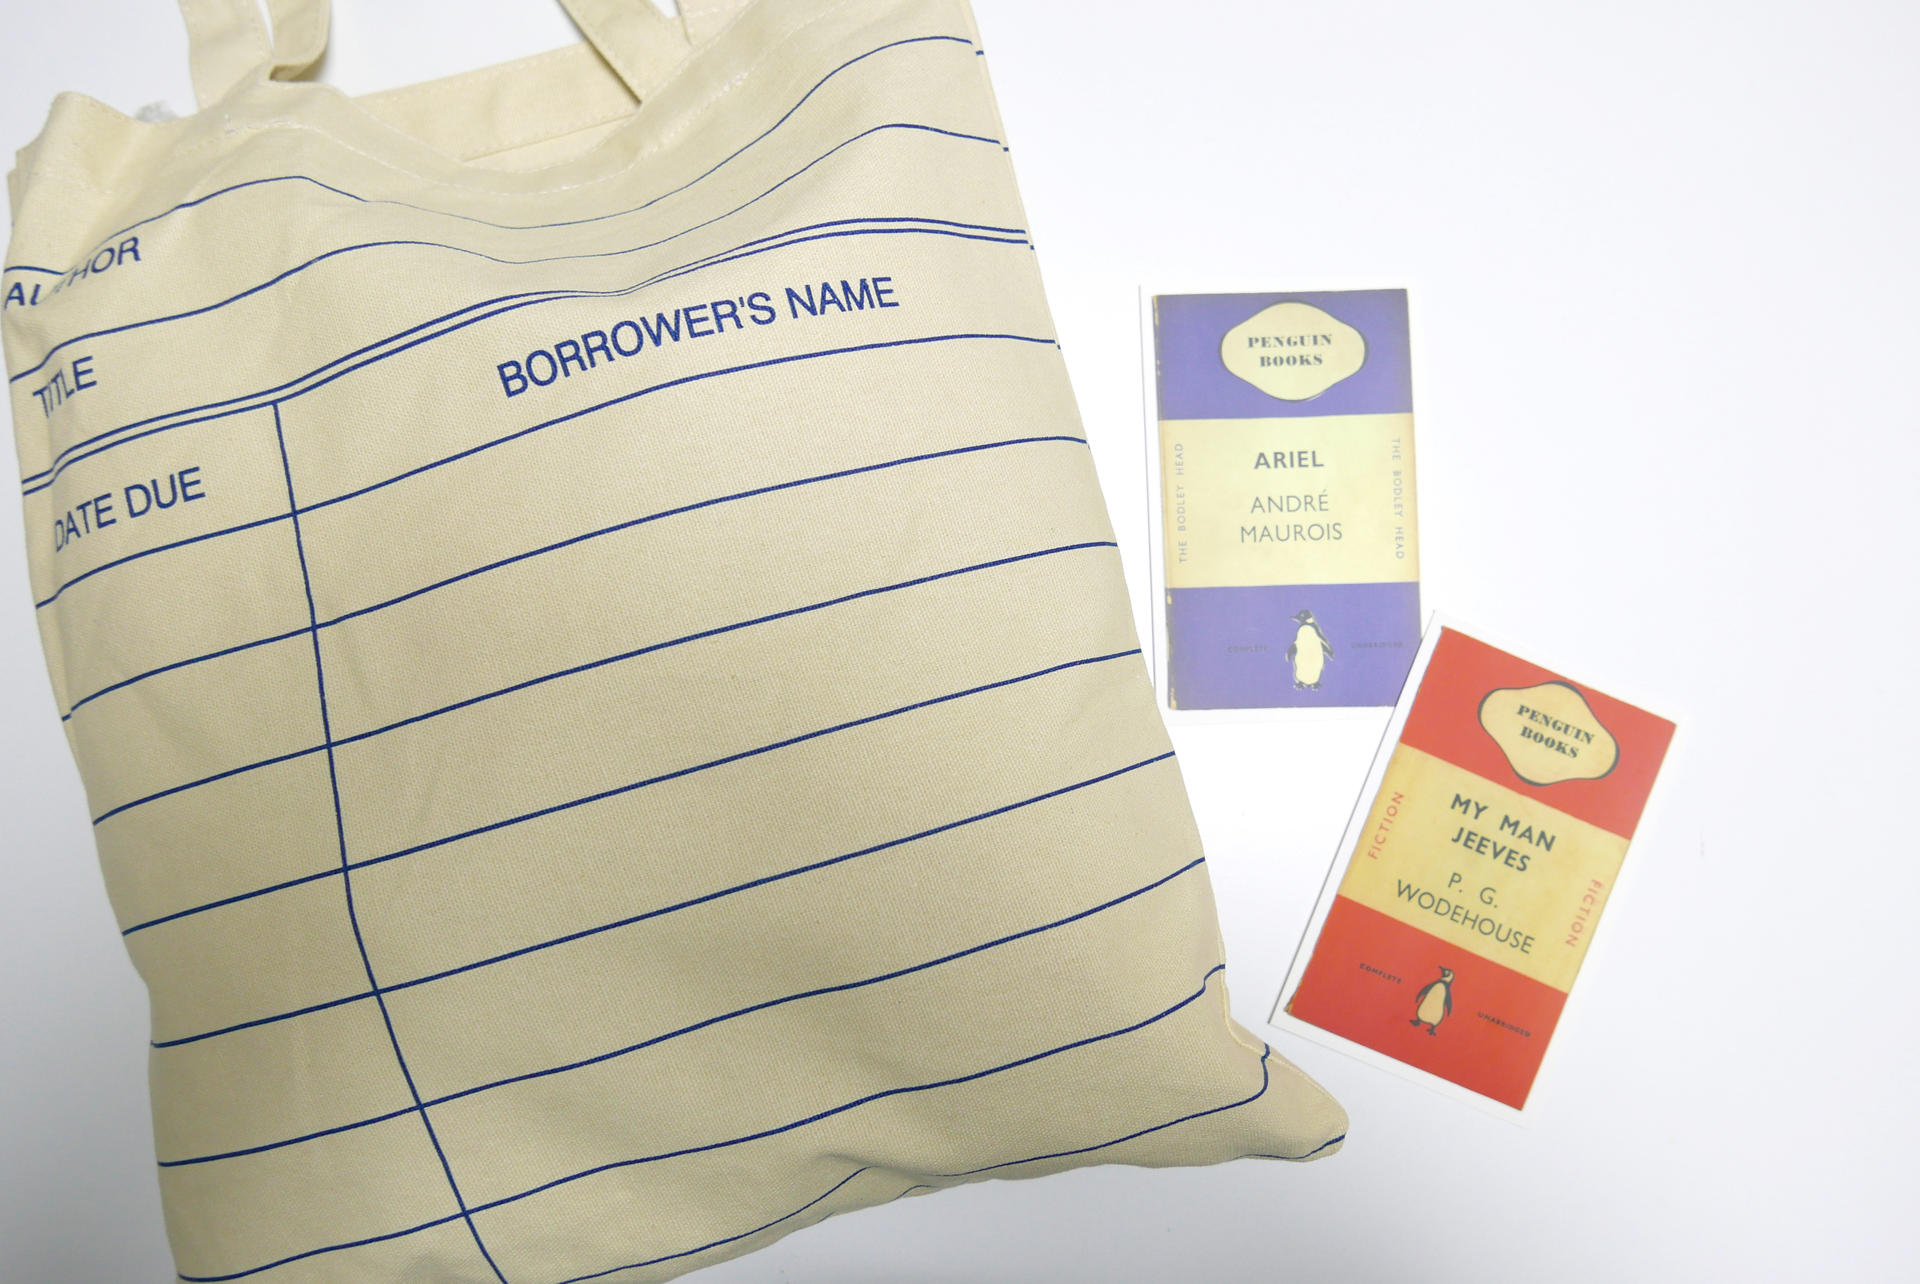 AUTHOR
TITLE
DATE DUE
BORROWER'S NAME
PENGUIN
BOOKS
THE BODLEY HEAD
ARIEL
ANDRÉ
MAUROIS
THE BODLEY HEAD
COMPLETE
UNABRIDGED
PENGUIN
BOOKS
FICTION
MY MAN
JEEVES
P. G.
WODEHOUSE
FICTION
COMPLETE
UNABRIDGED